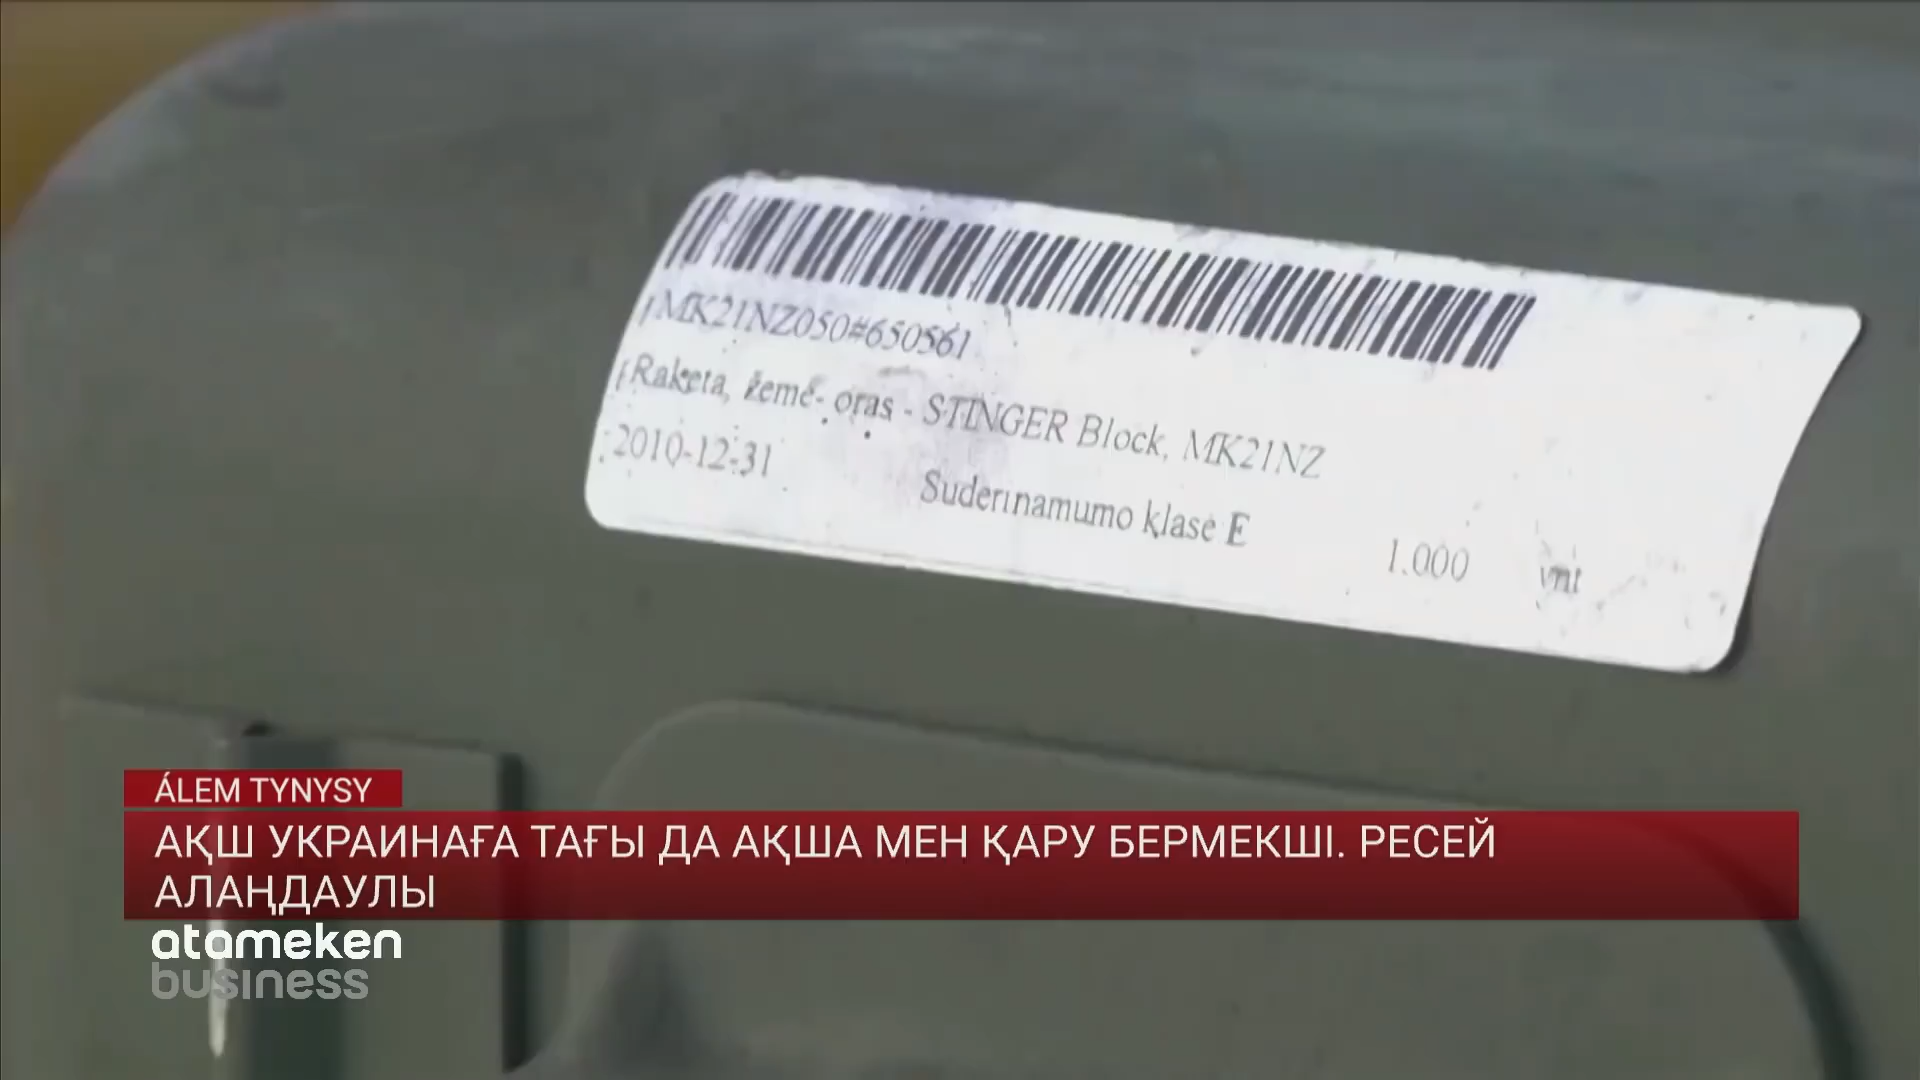 MK21NZ050#650561
Raketa, žemė- oras - STINGER Block, MK21NZ
2010-12-31
Suderinamumo klasė E
1.000 vnt
ÁLEM TYNYSY
АҚШ УКРАИНАҒА ТАҒЫ ДА АҚША МЕН ҚАРУ БЕРМЕКШІ. РЕСЕЙ
АЛАҢДАУЛЫ
atameken
business